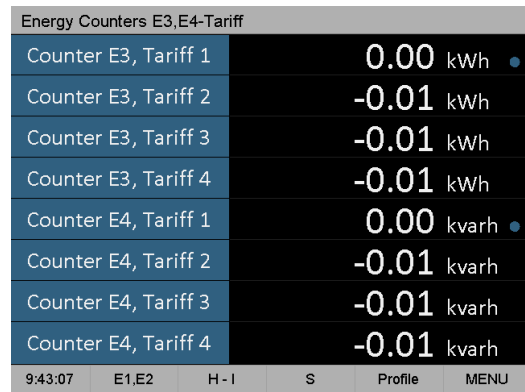 Energy Counters E3,E4-Tariff
Counter E3, Tariff 1 0.00 kWh
Counter E3, Tariff 2 -0.01 kWh
Counter E3, Tariff 3 -0.01 kWh
Counter E3, Tariff 4 -0.01 kWh
Counter E4, Tariff 1 0.00 kvarh
Counter E4, Tariff 2 -0.01 kvarh
Counter E4, Tariff 3 -0.01 kvarh
Counter E4, Tariff 4 -0.01 kvarh
9:43:07 E1,E2 H - I S Profile MENU